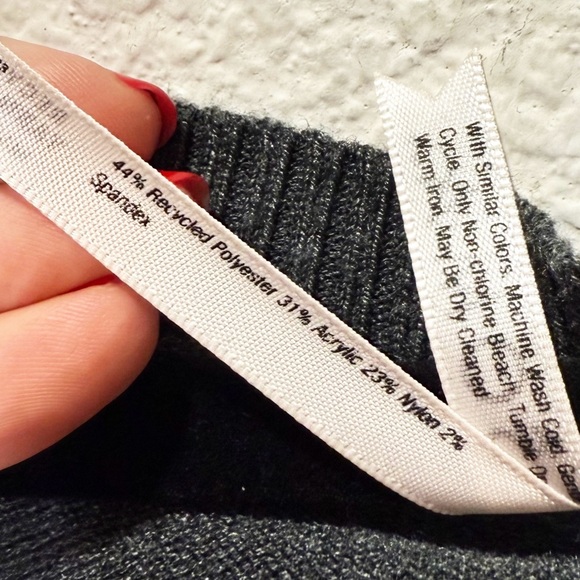 44% Recycled Polyester 31% Acrylic 23% Nylon 2%
Spandex
With Similar Colors. Machine Wash Cold
Cycle. Only Non-chlorine Bleach. Tumble
Warm Iron. May Be Dry Cleaned